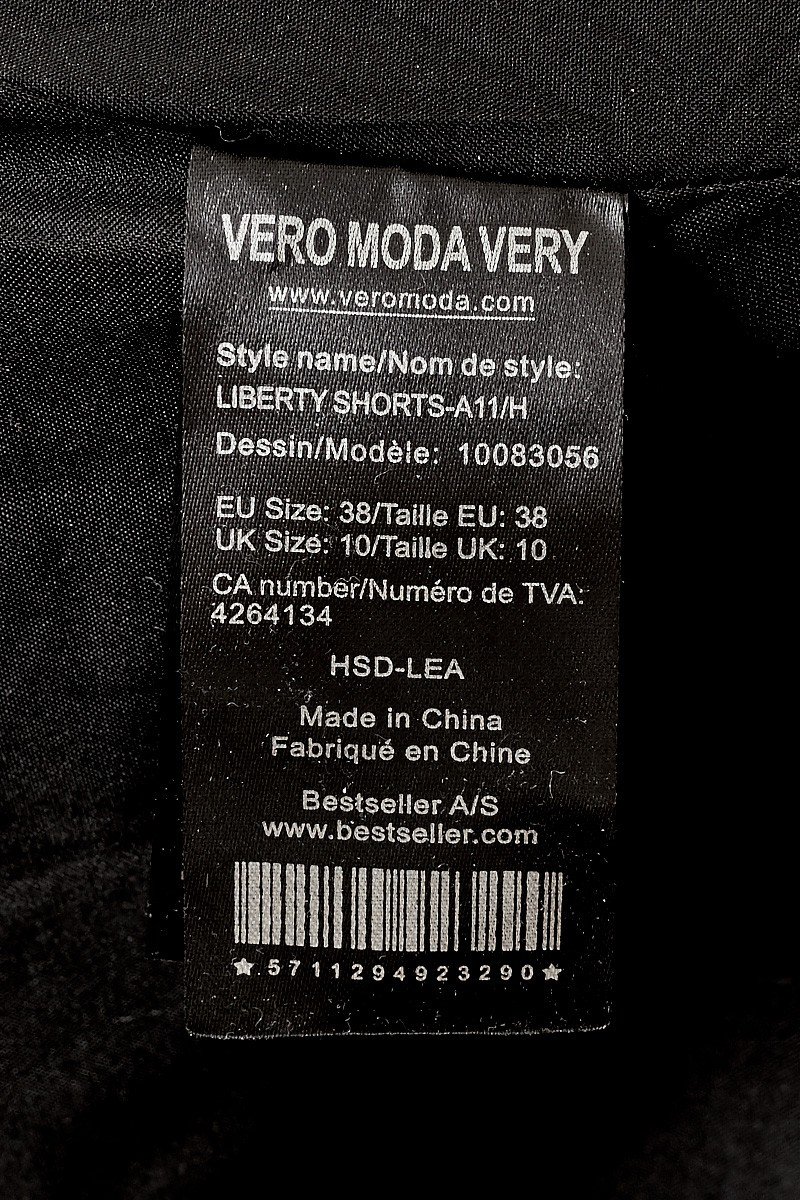 VERO MODA VERY
www.veromoda.com
Style name/Nom de style:
LIBERTY SHORTS-A11/H
Dessin/Modèle: 10083056
EU Size: 38/Taille EU: 38
UK Size: 10/Taille UK: 10
CA number/Numéro de TVA:
4264134
HSD-LEA
Made in China
Fabriqué en Chine
Bestseller A/S
www.bestseller.com
★5711294923290★